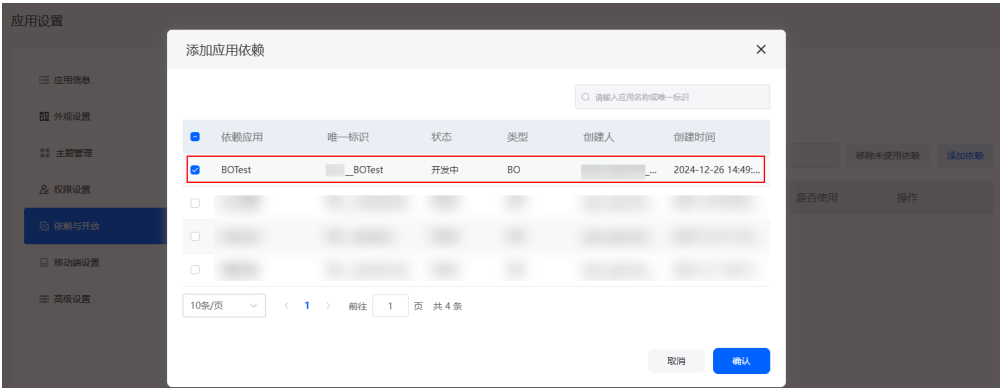 应用设置
添加应用依赖
应用信息
请输入应用名称或唯一标识
外观设置
依赖应用 唯一标识 状态 类型 创建人 创建时间
主题管理
移除未使用依赖 添加依赖
BOTest __BOTest 开发中 BO _... 2024-12-26 14:49:...
权限设置
是否使用 操作
依赖与开放
移动端设置
高级设置
10条/页 1 前往 1 页 共 4 条
取消 确认